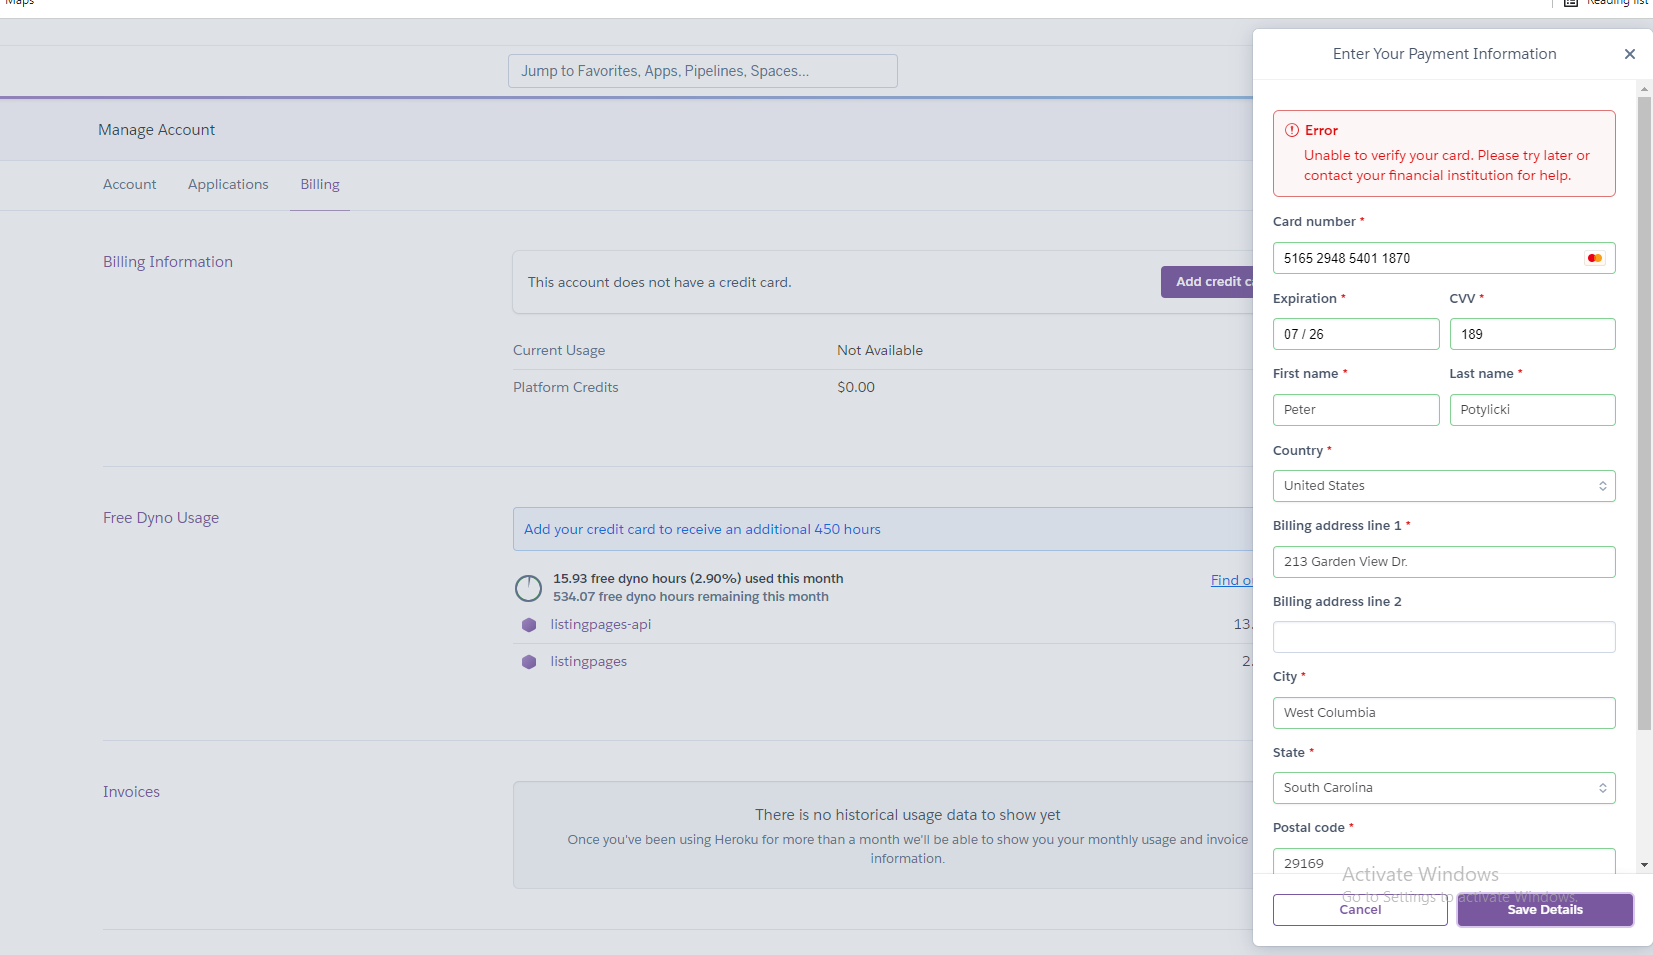 Maps
Reading list
Jump to Favorites, Apps, Pipelines, Spaces...
Manage Account
Account Applications Billing
Billing Information
This account does not have a credit card.
Add credit
Current Usage Not Available
Platform Credits $0.00
Free Dyno Usage
Add your credit card to receive an additional 450 hours
15.93 free dyno hours (2.90%) used this month
Find
534.07 free dyno hours remaining this month
listingpages-api 13.
listingpages 2.
Invoices
There is no historical usage data to show yet
Once you've been using Heroku for more than a month we'll be able to show you your monthly usage and invoice
information.
Enter Your Payment Information
Error
Unable to verify your card. Please try later or
contact your financial institution for help.
Card number *
5165 2948 5401 1870
Expiration * CVV *
07 / 26 189
First name * Last name *
Peter Potylicki
Country *
United States
Billing address line 1 *
213 Garden View Dr.
Billing address line 2
City *
West Columbia
State *
South Carolina
Postal code *
29169
Activate Windows
Go to Settings to activate Windows.
Cancel Save Details